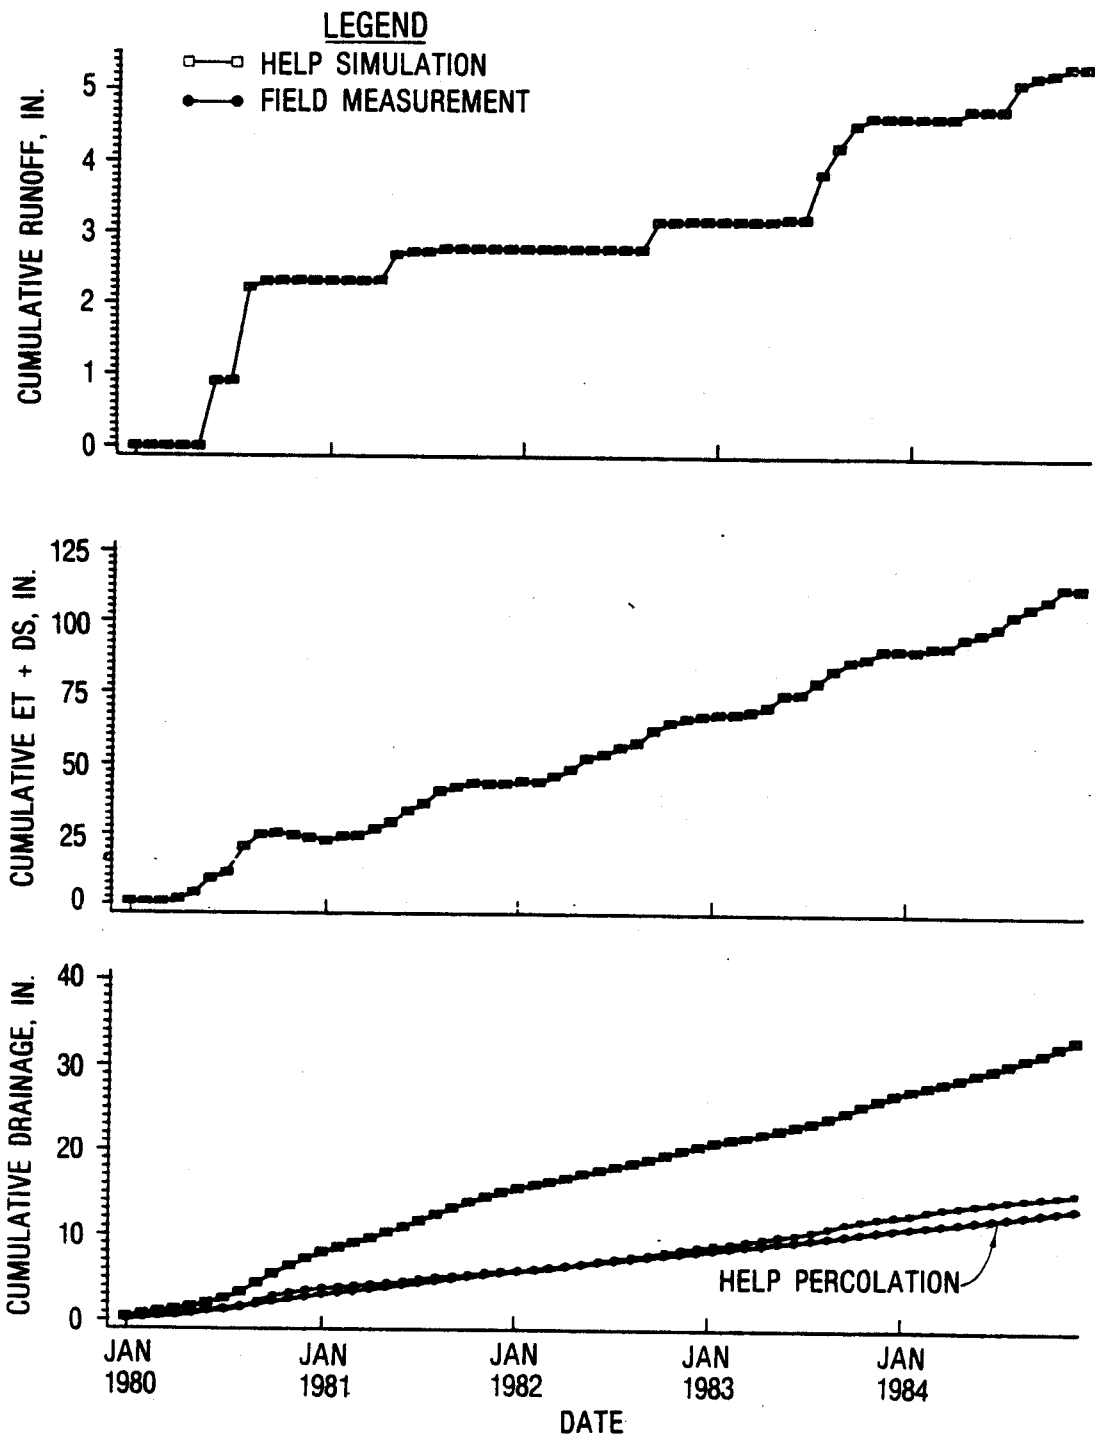 LEGEND
HELP SIMULATION
FIELD MEASUREMENT
CUMULATIVE RUNOFF, IN.
5
4
3
2
1
0
CUMULATIVE ET + DS, IN.
125
100
75
50
25
0
CUMULATIVE DRAINAGE, IN.
40
30
20
10
0
HELP PERCOLATION
JAN 1980
JAN 1981
JAN 1982
JAN 1983
JAN 1984
DATE